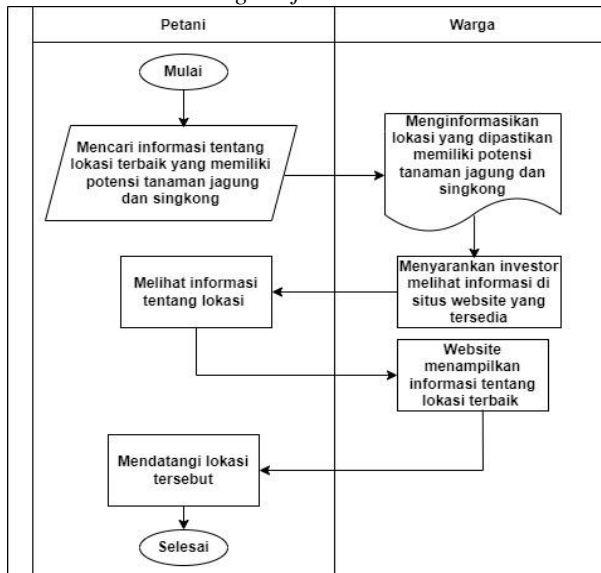 Petani
Warga
Mulai
Mencari informasi tentang
lokasi terbaik yang memiliki
potensi tanaman jagung
dan singkong
Menginformasikan
lokasi yang dipastikan
memiliki potensi
tanaman jagung dan
singkong
Menyarankan investor
melihat informasi di
situs website yang
tersedia
Melihat informasi
tentang lokasi
Website
menampilkan
informasi tentang
lokasi terbaik
Mendatangi lokasi
tersebut
Selesai